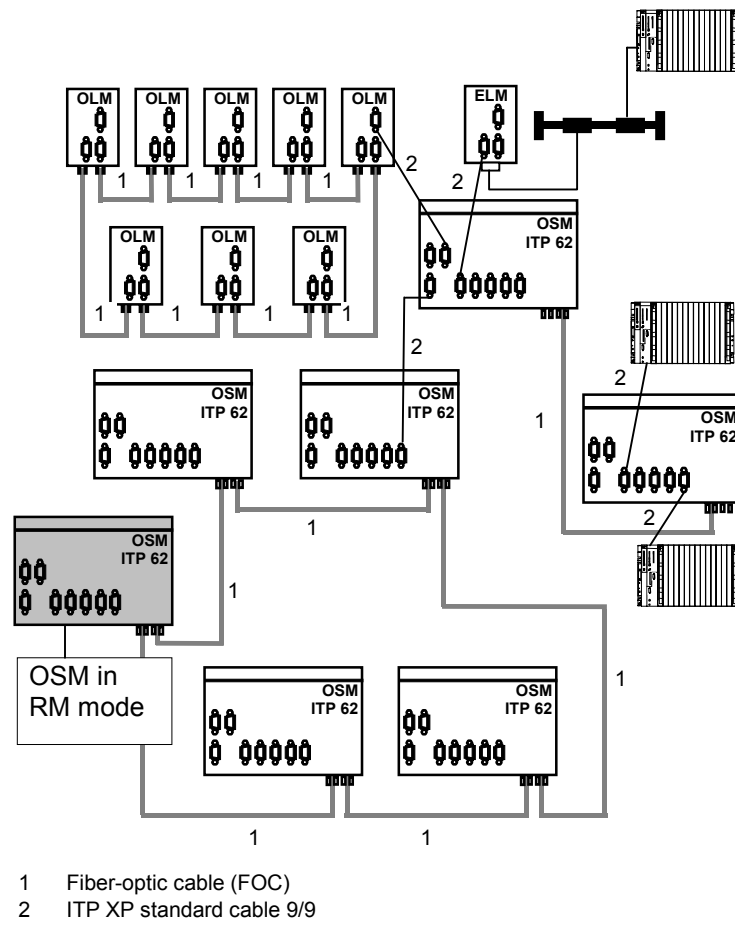 OLM OLM OLM OLM OLM ELM
2
1 1 1 1 2
OSM
ITP 62
OLM OLM OLM
1 1 1 1
2
2
OSM
ITP 62
OSM
ITP 62
1
OSM
ITP 62
2
1
OSM
ITP 62
1
OSM in
RM mode
1
OSM
ITP 62
OSM
ITP 62
1 1
1 Fiber-optic cable (FOC)
2 ITP XP standard cable 9/9